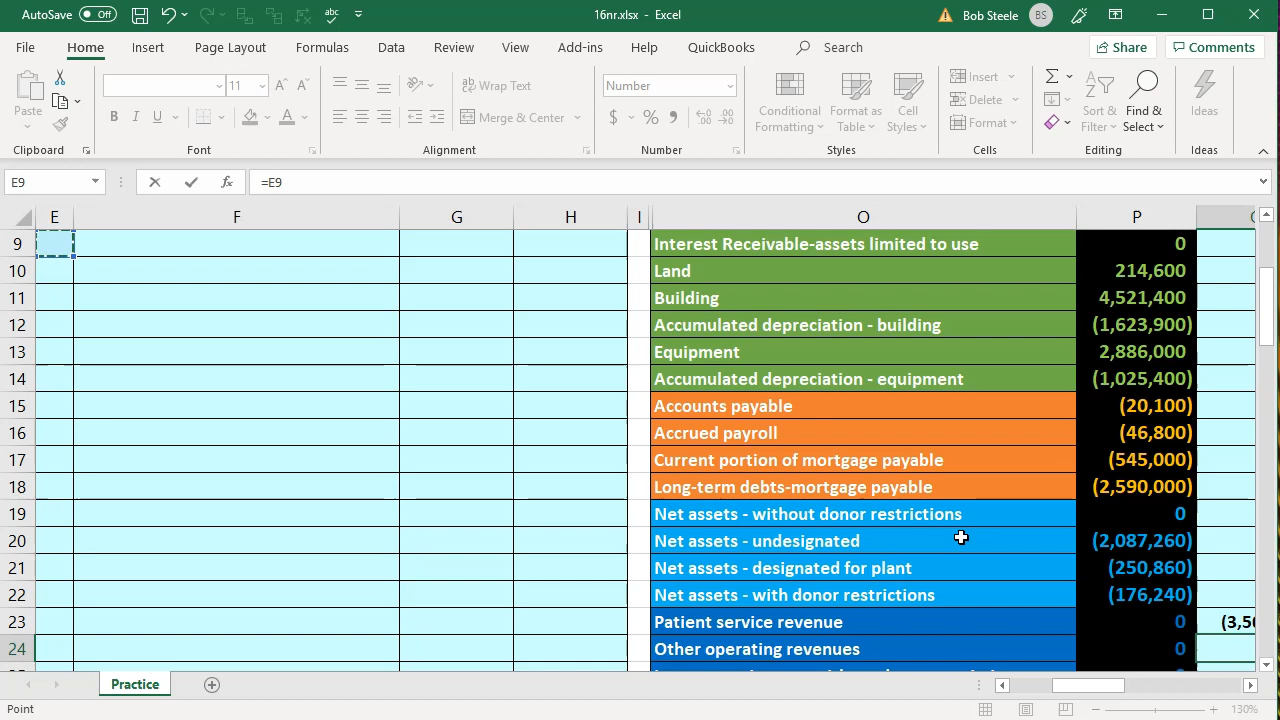 AutoSave Off 16nr.xlsx - Excel Bob Steele BS
File Home Insert Page Layout Formulas Data Review View Add-ins Help QuickBooks Search Share Comments
Paste
Clipboard
11
B I U A
Font
Wrap Text
Merge & Center
Alignment
Number
$ % 9
Number
Conditional Formatting
Format as Table
Cell Styles
Styles
Insert
Delete
Format
Cells
Sort & Filter
Find & Select
Editing
Ideas
Ideas
E9 fx =E9
E F G H I O P
9 Interest Receivable-assets limited to use 0
10 Land 214,600
11 Building 4,521,400
12 Accumulated depreciation - building (1,623,900)
13 Equipment 2,886,000
14 Accumulated depreciation - equipment (1,025,400)
15 Accounts payable (20,100)
16 Accrued payroll (46,800)
17 Current portion of mortgage payable (545,000)
18 Long-term debts-mortgage payable (2,590,000)
19 Net assets - without donor restrictions 0
20 Net assets - undesignated (2,087,260)
21 Net assets - designated for plant (250,860)
22 Net assets - with donor restrictions (176,240)
23 Patient service revenue 0 (3,50
24 Other operating revenues 0
Practice
Point 130%